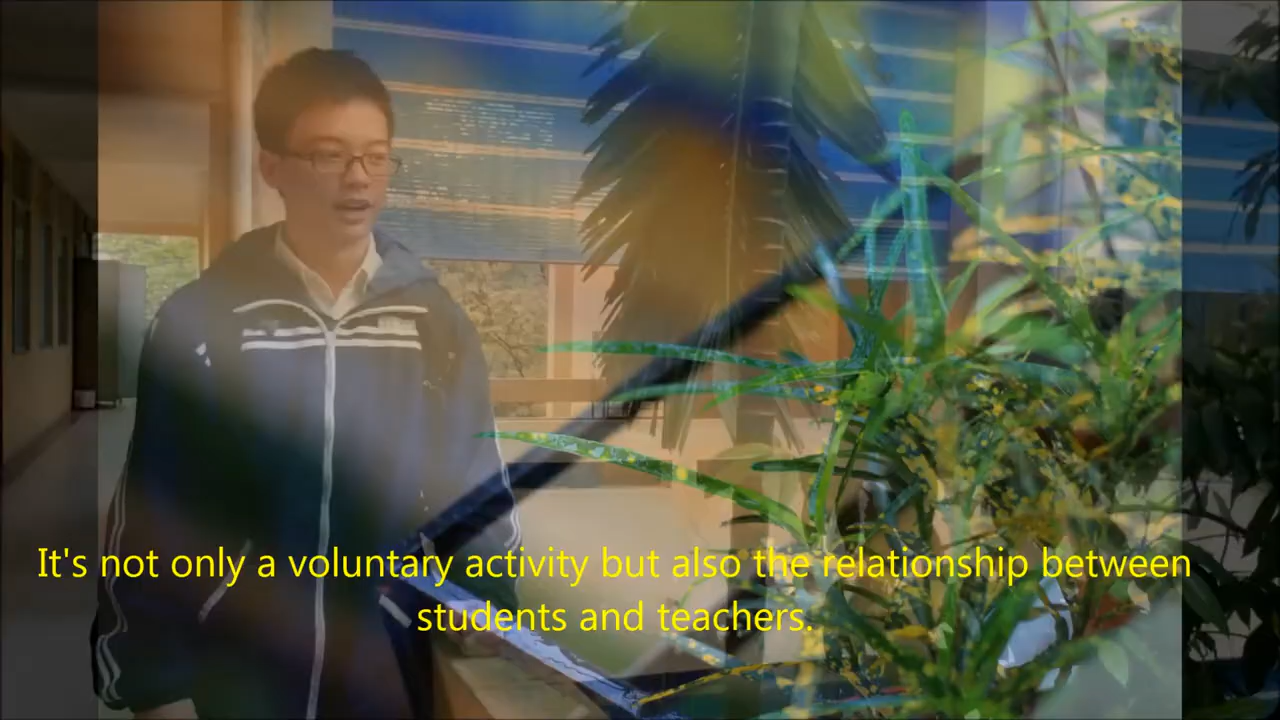 It's not only a voluntary activity but also the relationship between
students and teachers.